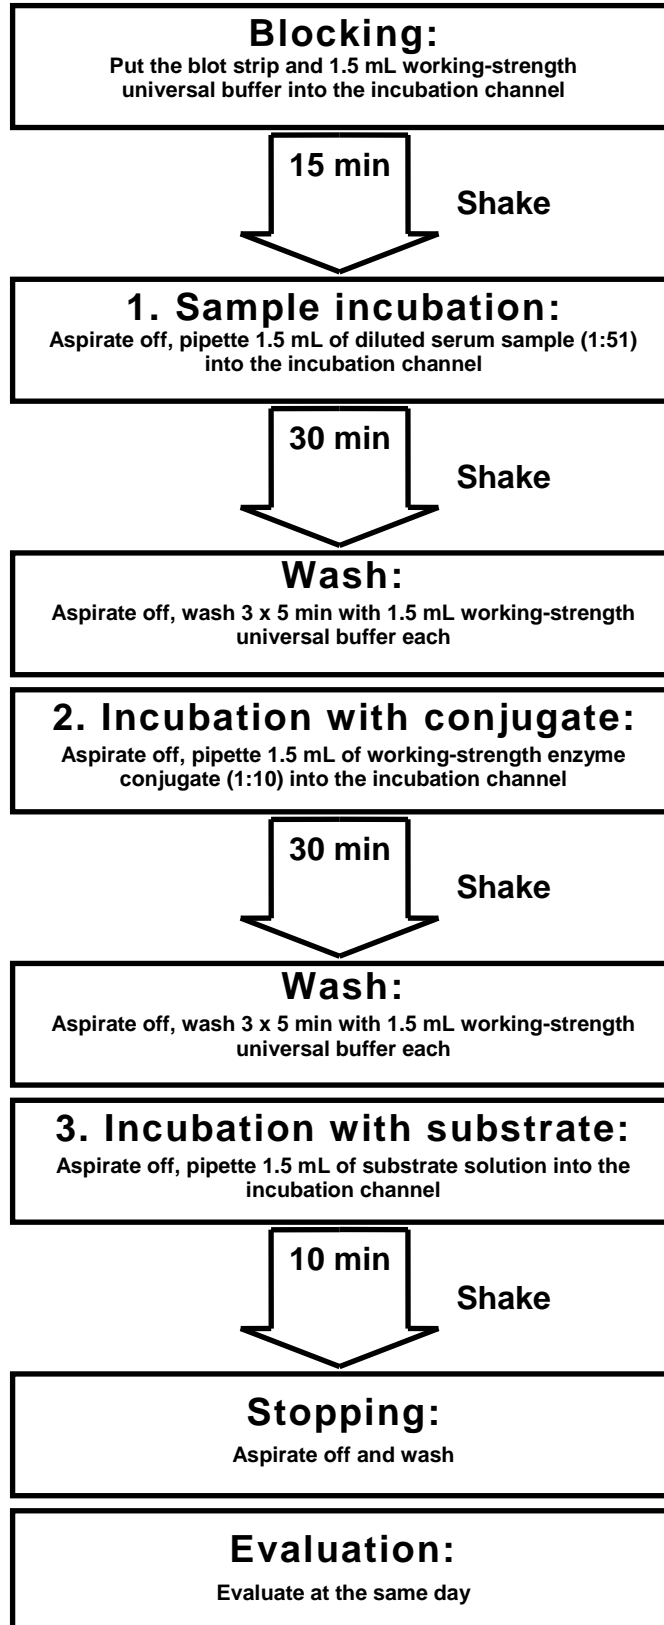 Blocking:
Put the blot strip and 1.5 mL working-strength
universal buffer into the incubation channel
15 min
Shake
1. Sample incubation:
Aspirate off, pipette 1.5 mL of diluted serum sample (1:51)
into the incubation channel
30 min
Shake
Wash:
Aspirate off, wash 3 x 5 min with 1.5 mL working-strength
universal buffer each
2. Incubation with conjugate:
Aspirate off, pipette 1.5 mL of working-strength enzyme
conjugate (1:10) into the incubation channel
30 min
Shake
Wash:
Aspirate off, wash 3 x 5 min with 1.5 mL working-strength
universal buffer each
3. Incubation with substrate:
Aspirate off, pipette 1.5 mL of substrate solution into the
incubation channel
10 min
Shake
Stopping:
Aspirate off and wash
Evaluation:
Evaluate at the same day